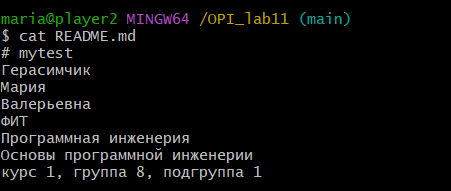 maria@player2 MINGW64 /OPI_lab11 (main)
$ cat README.md
# mytest
Герасимчик
Мария
Валерьевна
ФИТ
Программная инженерия
Основы программной инженерии
курс 1, группа 8, подгруппа 1